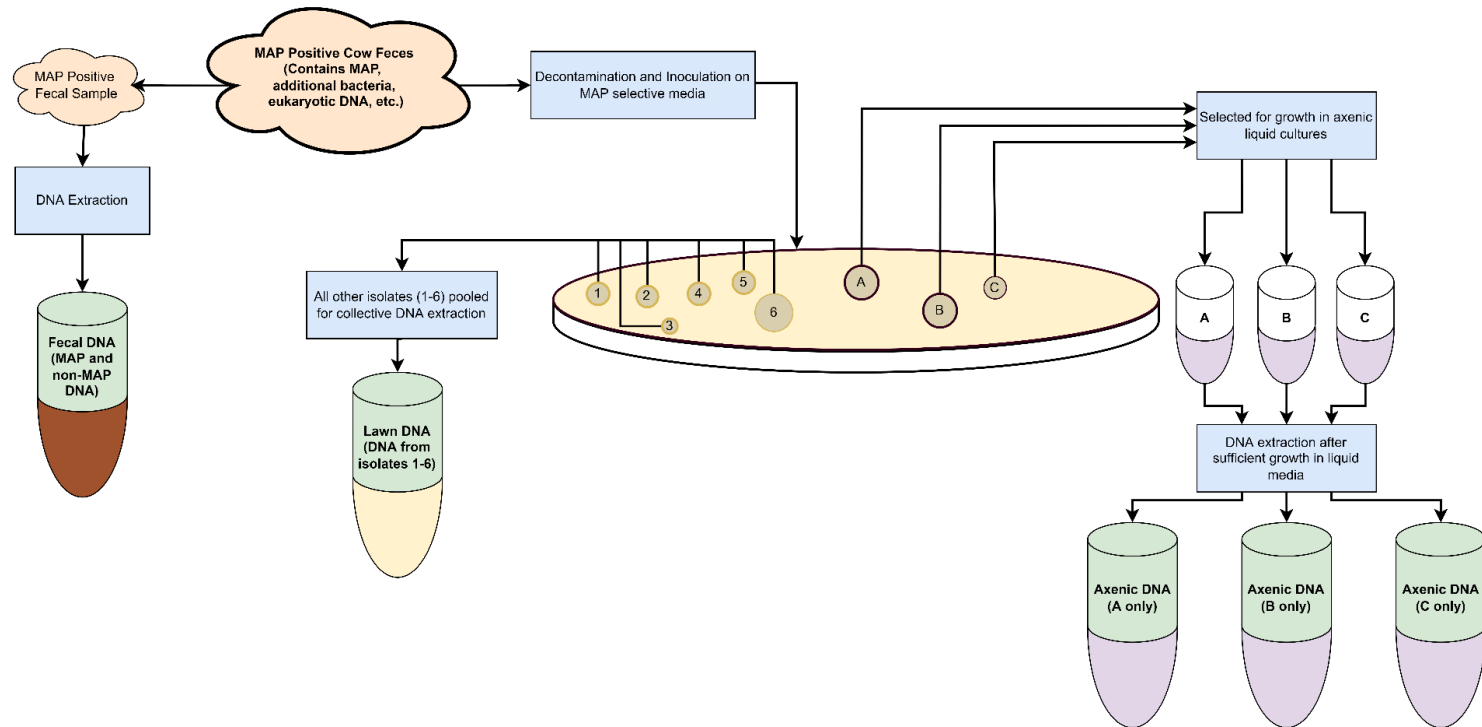 MAP Positive Cow Feces
(Contains MAP,
additional bacteria,
eukaryotic DNA, etc.)
MAP Positive
Fecal Sample
DNA Extraction
Fecal DNA
(MAP and
non-MAP
DNA)
Decontamination and Inoculation on
MAP selective media
All other isolates (1-6) pooled
for collective DNA extraction
Lawn DNA
(DNA from
isolates 1-6)
1
2
3
4
5
6
A
B
C
Selected for growth in axenic
liquid cultures
A
B
C
DNA extraction after
sufficient growth in liquid
media
Axenic DNA
(A only)
Axenic DNA
(B only)
Axenic DNA
(C only)